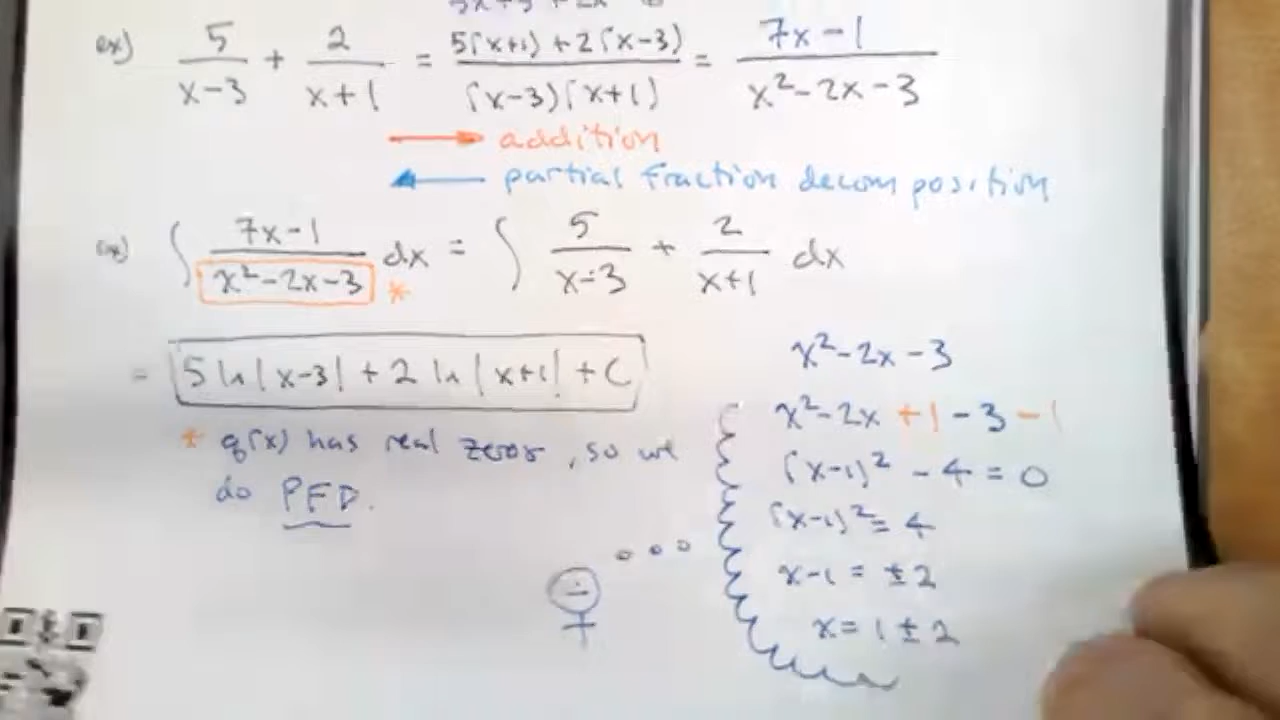 ex) 5/(x-3) + 2/(x+1) = (5(x+1) + 2(x-3))/((x-3)(x+1)) = (7x-1)/(x²-2x-3)
→ addition
← partial fraction decomposition
ex) ∫ (7x-1)/(x²-2x-3) dx = ∫ 5/(x-3) + 2/(x+1) dx
*
= 5 ln|x-3| + 2 ln|x+1| + C
* q(x) has real zeros, so we
do PFD.
x²-2x-3
x²-2x +1 -3 -1
(x-1)² - 4 = 0
(x-1)² = 4
x-1 = ±2
x = 1 ± 2